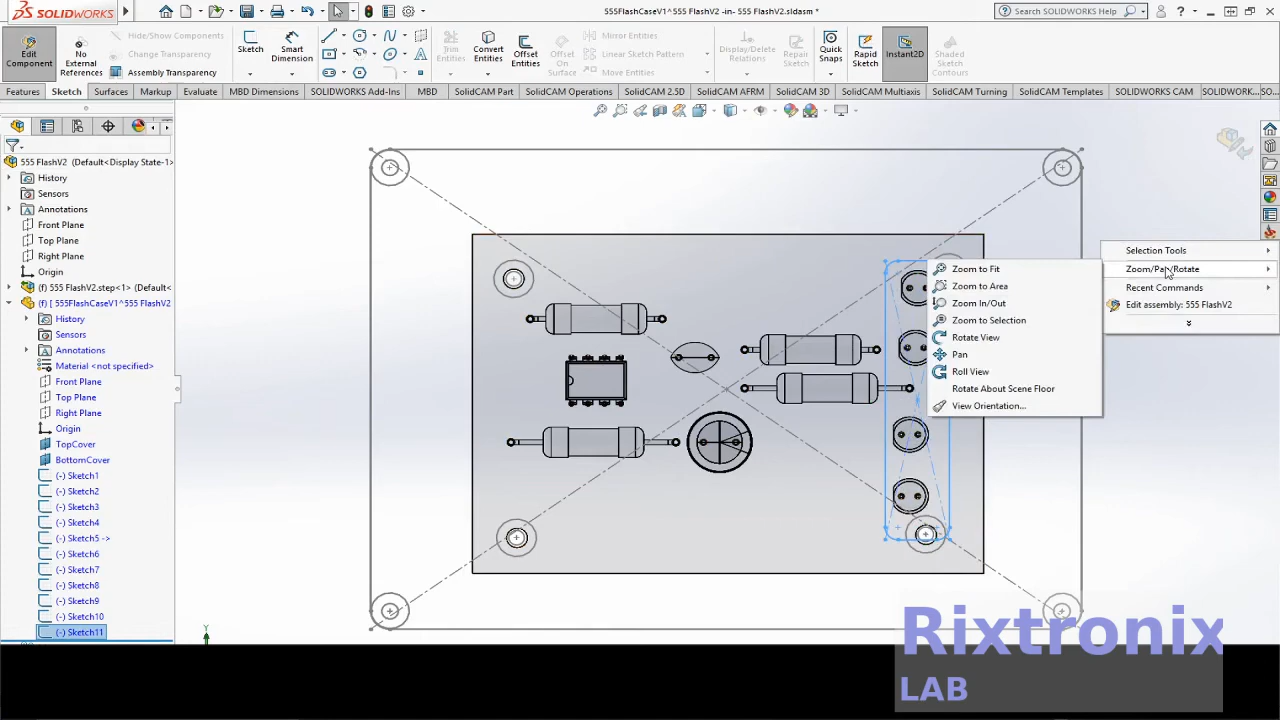 SOLIDWORKS
555FlashCaseV1^555 FlashV2 -in- 555 FlashV2.sldasm *
Search SOLIDWORKS Help
Edit Component
No External References
Hide/Show Components
Change Transparency
Assembly Transparency
Sketch
Smart Dimension
Trim Entities
Convert Entities
Offset Entities
Offset On Surface
Mirror Entities
Linear Sketch Pattern
Move Entities
Display/Delete Relations
Repair Sketch
Quick Snaps
Rapid Sketch
Instant2D
Shaded Sketch Contours
Features
Sketch
Surfaces
Markup
Evaluate
MBD Dimensions
SOLIDWORKS Add-Ins
MBD
SolidCAM Part
SolidCAM Operations
SolidCAM 2.5D
SolidCAM AFRM
SolidCAM 3D
SolidCAM Multiaxis
SolidCAM Turning
SolidCAM Templates
SOLIDWORKS CAM
SOLIDWORK...
SO...
555 FlashV2 (Default<Display State-1>
History
Sensors
Annotations
Front Plane
Top Plane
Right Plane
Origin
(f) 555 FlashV2.step<1> (Default<
(f) [ 555FlashCaseV1^555 FlashV2
History
Sensors
Annotations
Material <not specified>
Front Plane
Top Plane
Right Plane
Origin
TopCover
BottomCover
(-) Sketch1
(-) Sketch2
(-) Sketch3
(-) Sketch4
(-) Sketch5 ->
(-) Sketch6
(-) Sketch7
(-) Sketch8
(-) Sketch9
(-) Sketch10
(-) Sketch11
Y
Selection Tools
Zoom/Pan/Rotate
Recent Commands
Edit assembly: 555 FlashV2
Zoom to Fit
Zoom to Area
Zoom In/Out
Zoom to Selection
Rotate View
Pan
Roll View
Rotate About Scene Floor
View Orientation...
Rixtronix
LAB